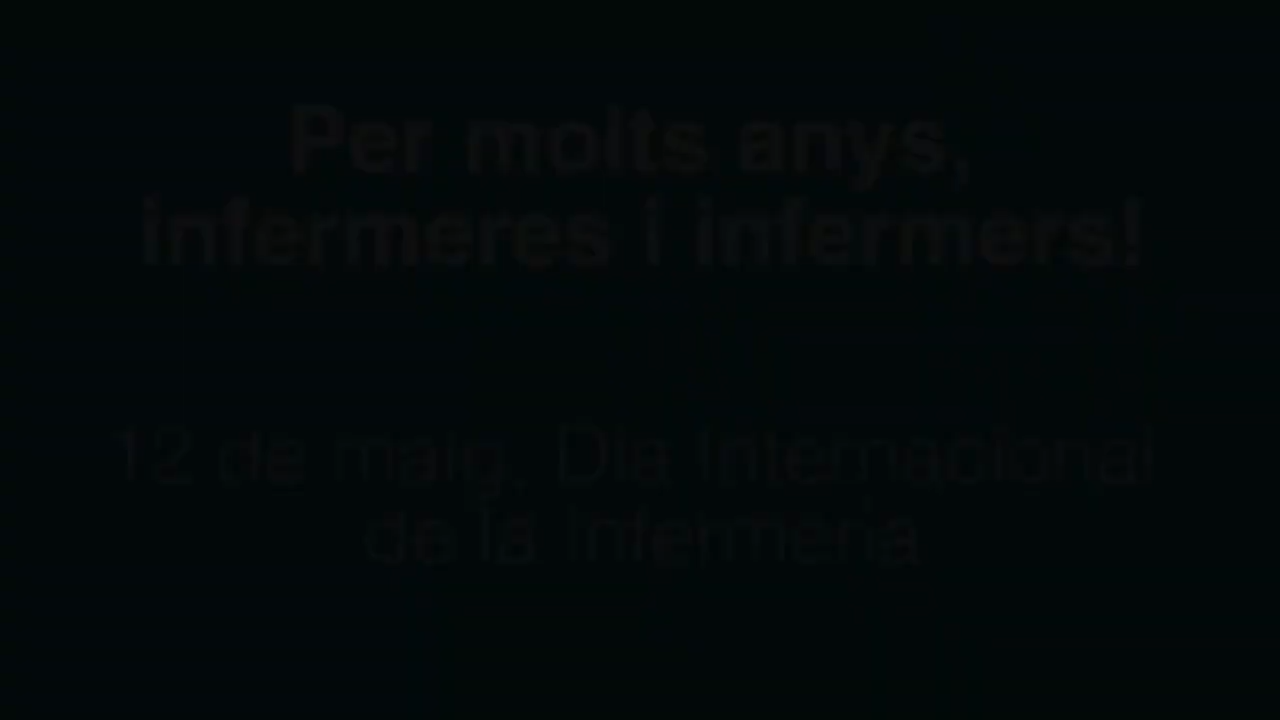 Per molts anys,
infermeres i infermers!
12 de maig. Dia Internacional
de la Infermeria